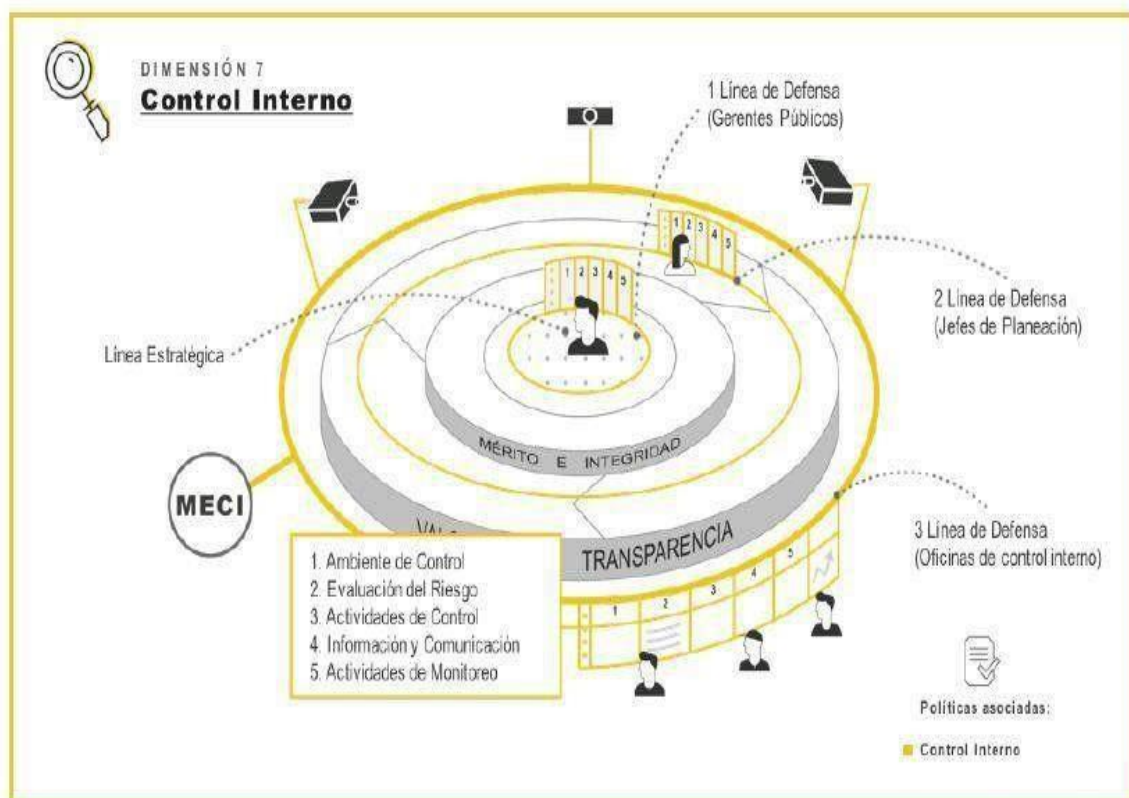 DIMENSIÓN 7
Control Interno
1 Línea de Defensa
(Gerentes Públicos)
1 2 3 4 5
1 2 3 4 5
2 Línea de Defensa
(Jefes de Planeación)
Línea Estratégica
MÉRITO E INTEGRIDAD
MECI
TRANSPARENCIA
3 Línea de Defensa
(Oficinas de control interno)
1. Ambiente de Control
2. Evaluación del Riesgo
3. Actividades de Control
4. Información y Comunicación
5. Actividades de Monitoreo
1 2 3 4 5
Políticas asociadas:
Control Interno